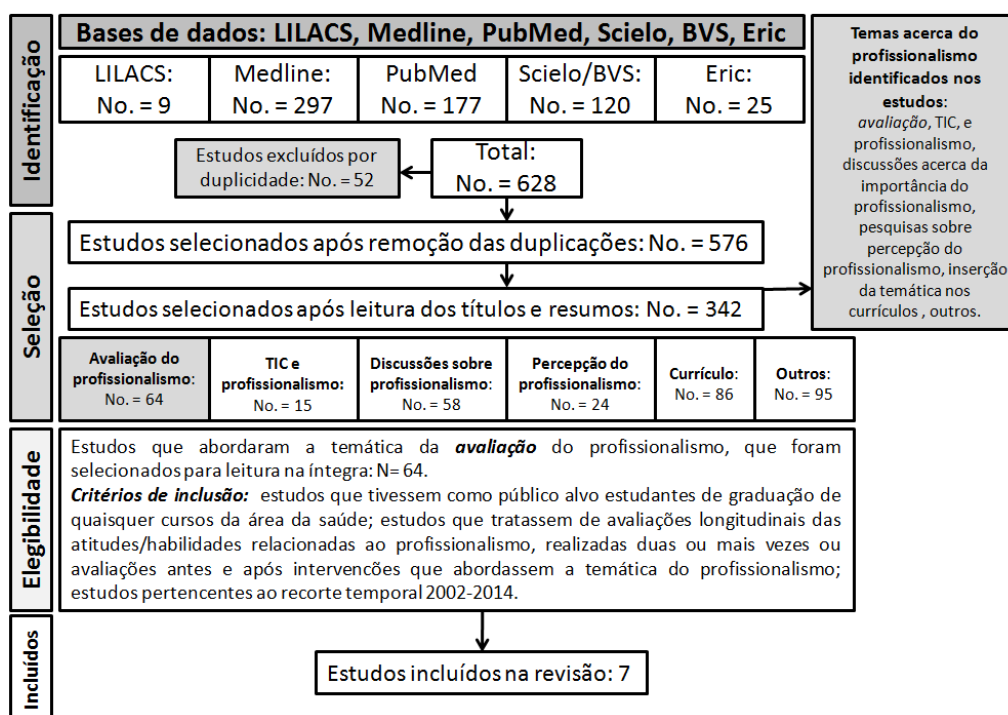 Identificação
Bases de dados: LILACS, Medline, PubMed, Scielo, BVS, Eric
LILACS:
No. = 9
Medline:
No. = 297
PubMed
No. = 177
Scielo/BVS:
No. = 120
Eric:
No. = 25
Estudos excluídos por
duplicidade: No. = 52
Total:
No. = 628
Temas acerca do
profissionalismo
identificados nos
estudos:
avaliação, TIC, e
profissionalismo,
discussões acerca da
importância do
profissionalismo,
pesquisas sobre
percepção do
profissionalismo, inserção
da temática nos
currículos , outros.
Seleção
Estudos selecionados após remoção das duplicações: No. = 576
Estudos selecionados após leitura dos títulos e resumos: No. = 342
Avaliação do
profissionalismo:
No. = 64
TIC e
profissionalismo:
No. = 15
Discussões sobre
profissionalismo:
No. = 58
Percepção do
profissionalismo:
No. = 24
Currículo:
No. = 86
Outros:
No. = 95
Elegibilidade
Estudos que abordaram a temática da avaliação do profissionalismo, que foram
selecionados para leitura na íntegra: N= 64.
Critérios de inclusão: estudos que tivessem como público alvo estudantes de graduação de
quaisquer cursos da área da saúde; estudos que tratassem de avaliações longitudinais das
atitudes/habilidades relacionadas ao profissionalismo, realizadas duas ou mais vezes ou
avaliações antes e após intervenções que abordassem a temática do profissionalismo;
estudos pertencentes ao recorte temporal 2002-2014.
Incluídos
Estudos incluídos na revisão: 7